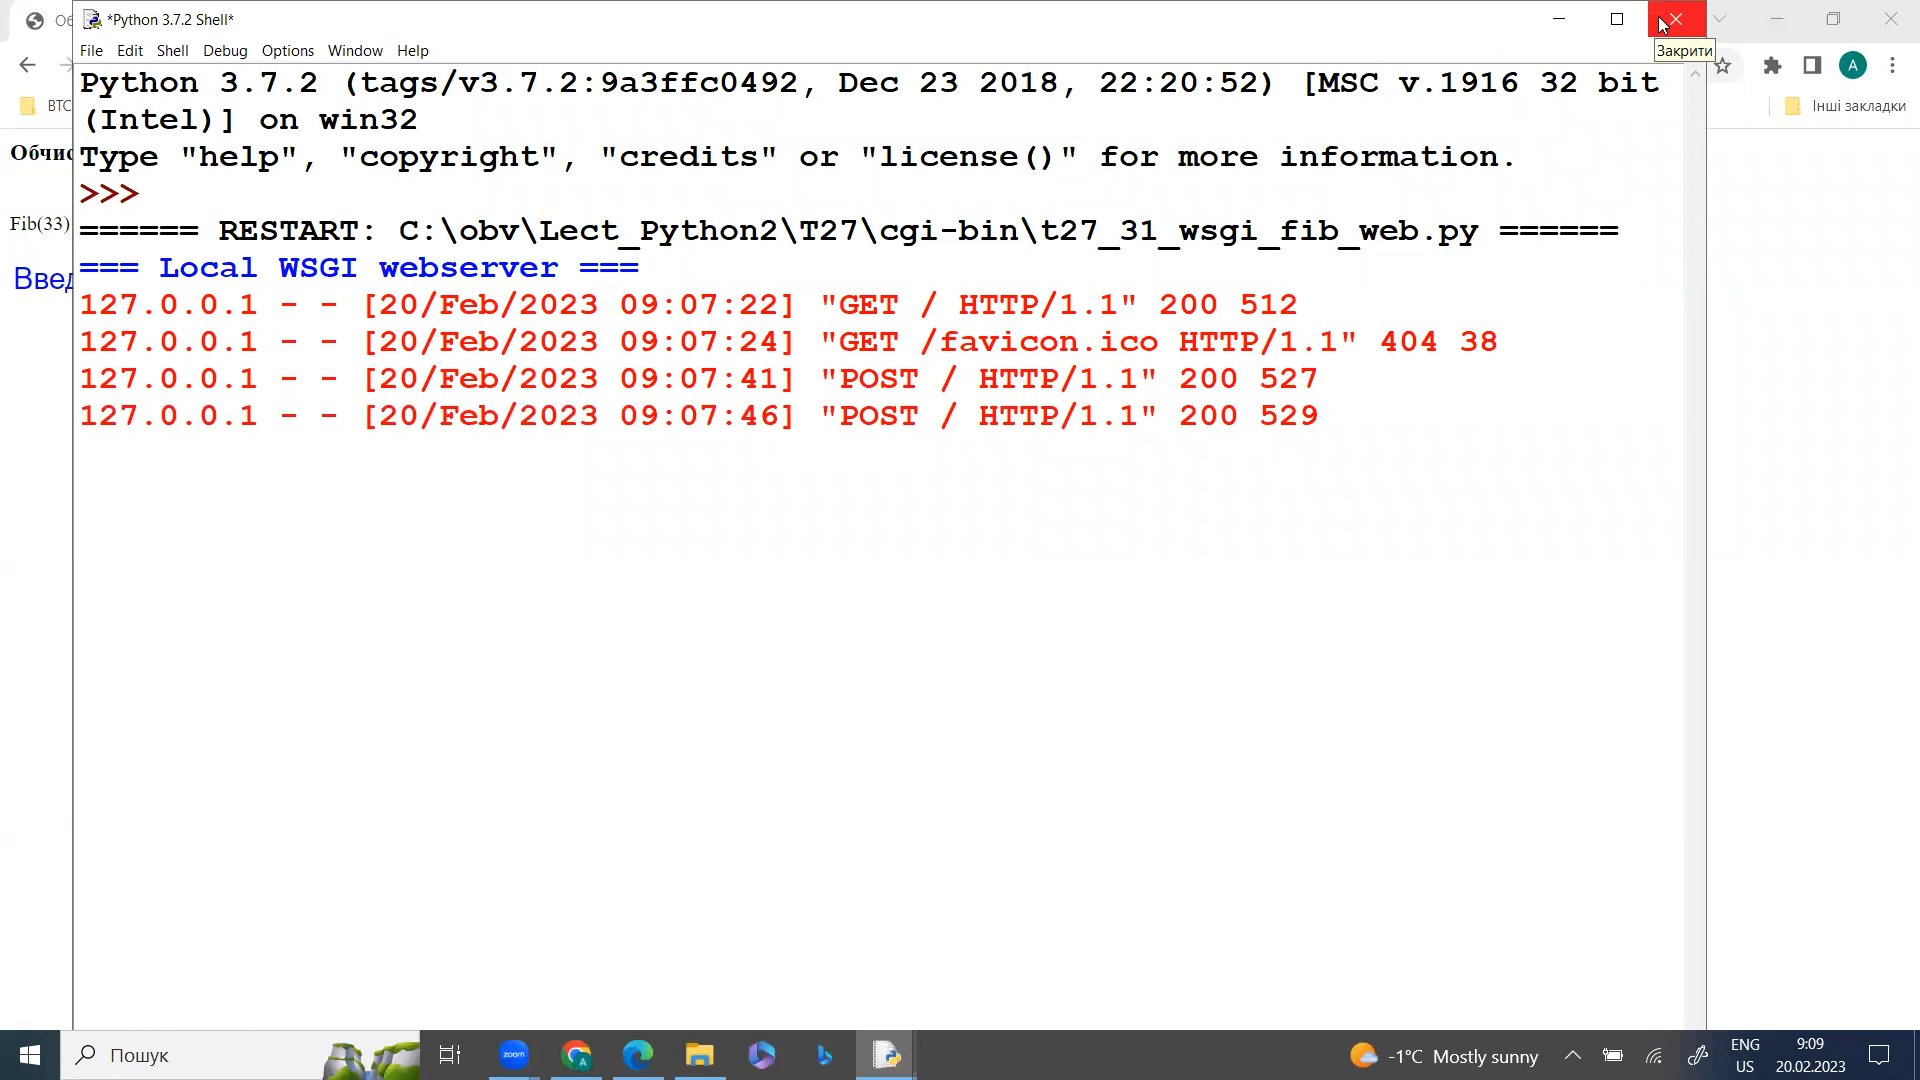 Об
*Python 3.7.2 Shell*
Закрити
File Edit Shell Debug Options Window Help
A
BTC
Інші закладки
Python 3.7.2 (tags/v3.7.2:9a3ffc0492, Dec 23 2018, 22:20:52) [MSC v.1916 32 bit
(Intel)] on win32
Type "help", "copyright", "credits" or "license()" for more information.
>>>
====== RESTART: C:\obv\Lect_Python2\T27\cgi-bin\t27_31_wsgi_fib_web.py ======
=== Local WSGI webserver ===
127.0.0.1 - - [20/Feb/2023 09:07:22] "GET / HTTP/1.1" 200 512
127.0.0.1 - - [20/Feb/2023 09:07:24] "GET /favicon.ico HTTP/1.1" 404 38
127.0.0.1 - - [20/Feb/2023 09:07:41] "POST / HTTP/1.1" 200 527
127.0.0.1 - - [20/Feb/2023 09:07:46] "POST / HTTP/1.1" 200 529
Обчис
Fib(33)
Введ
Пошук
zoom
A
-1°C Mostly sunny
ENG
US
9:09
20.02.2023